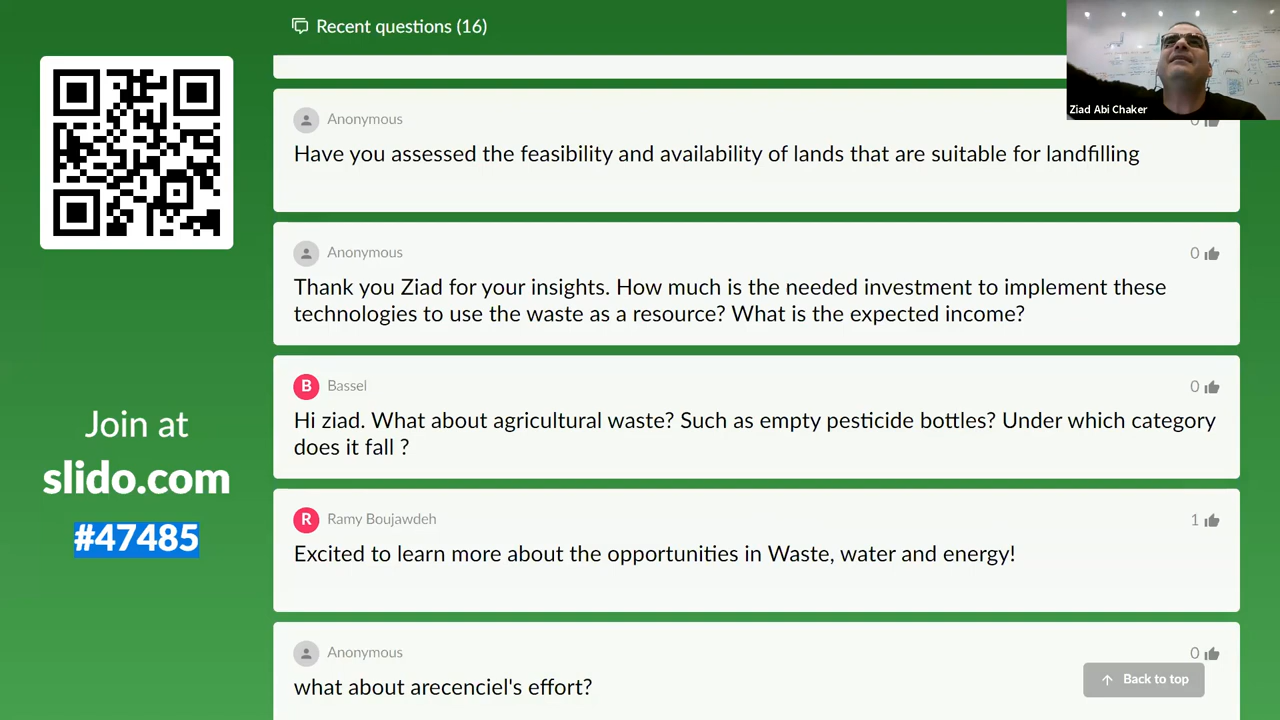 Recent questions (16)
Ziad Abi Chaker
Anonymous
0
Have you assessed the feasibility and availability of lands that are suitable for landfilling
Anonymous
0
Thank you Ziad for your insights. How much is the needed investment to implement these
technologies to use the waste as a resource? What is the expected income?
B
Bassel
0
Hi ziad. What about agricultural waste? Such as empty pesticide bottles? Under which category
does it fall ?
R
Ramy Boujawdeh
1
Excited to learn more about the opportunities in Waste, water and energy!
Anonymous
0
what about arecenciel's effort?
Back to top
Join at
slido.com
#47485